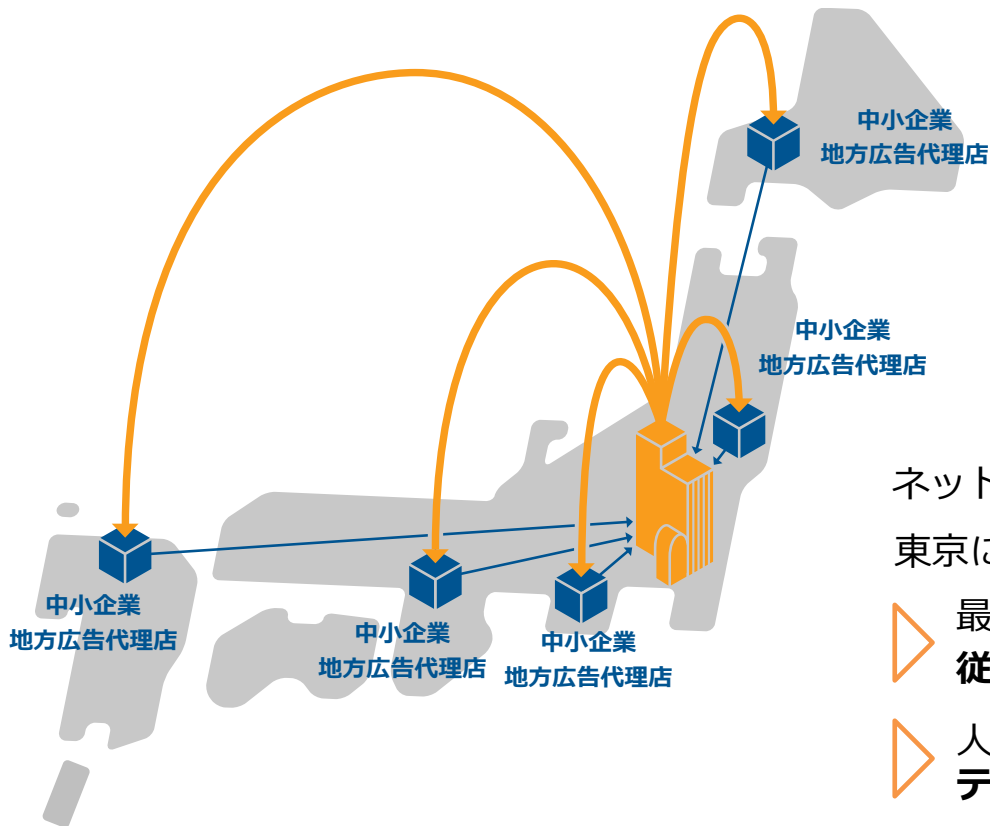 中小企業
地方広告代理店
中小企業
地方広告代理店
中小企業
地方広告代理店
中小企業
地方広告代理店
中小企業
地方広告代理店
ネット
東京に
最
従
人
デ